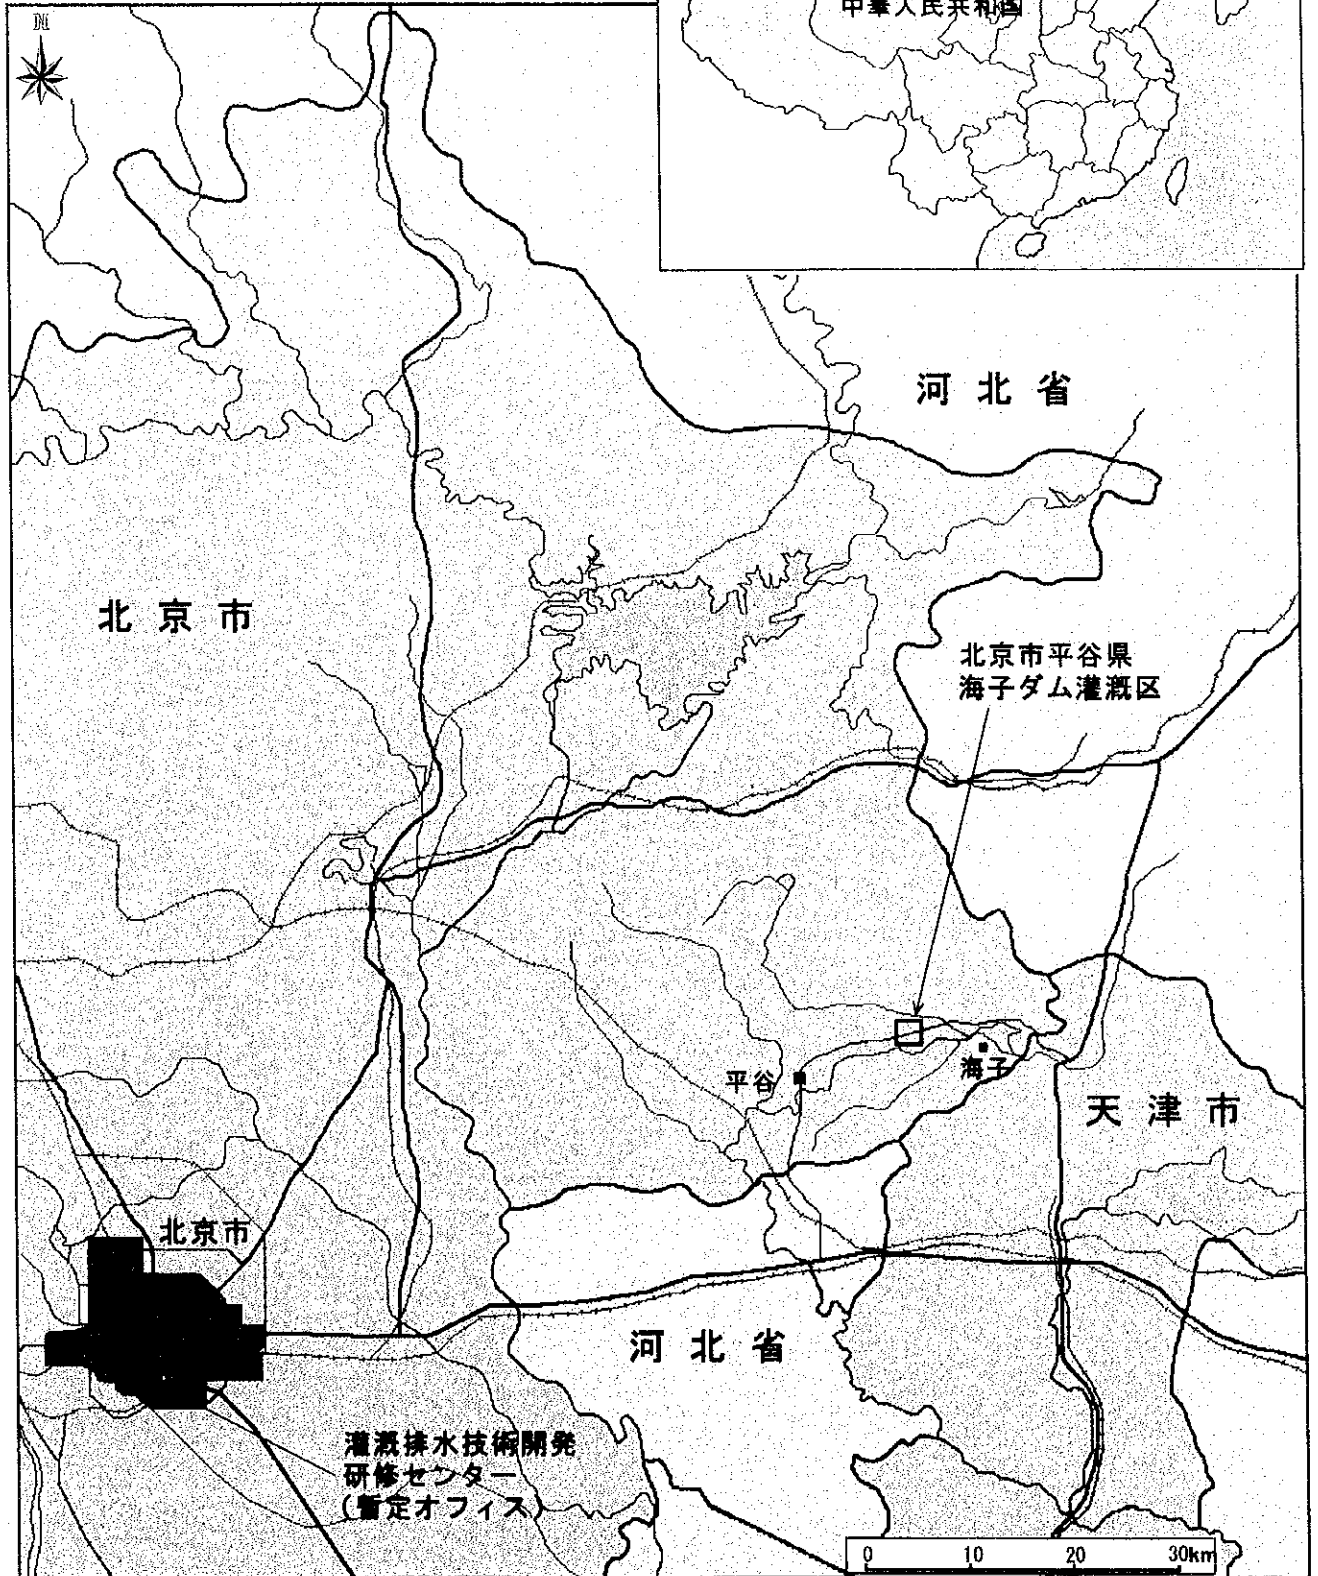 N
中華人民共和国
河北省
北京市
北京市平谷県
海子ダム灌漑区
平谷
海子
天津市
北京市
河北省
灌漑排水技術開発
研修センター
(暫定オフィス)
0 10 20 30km